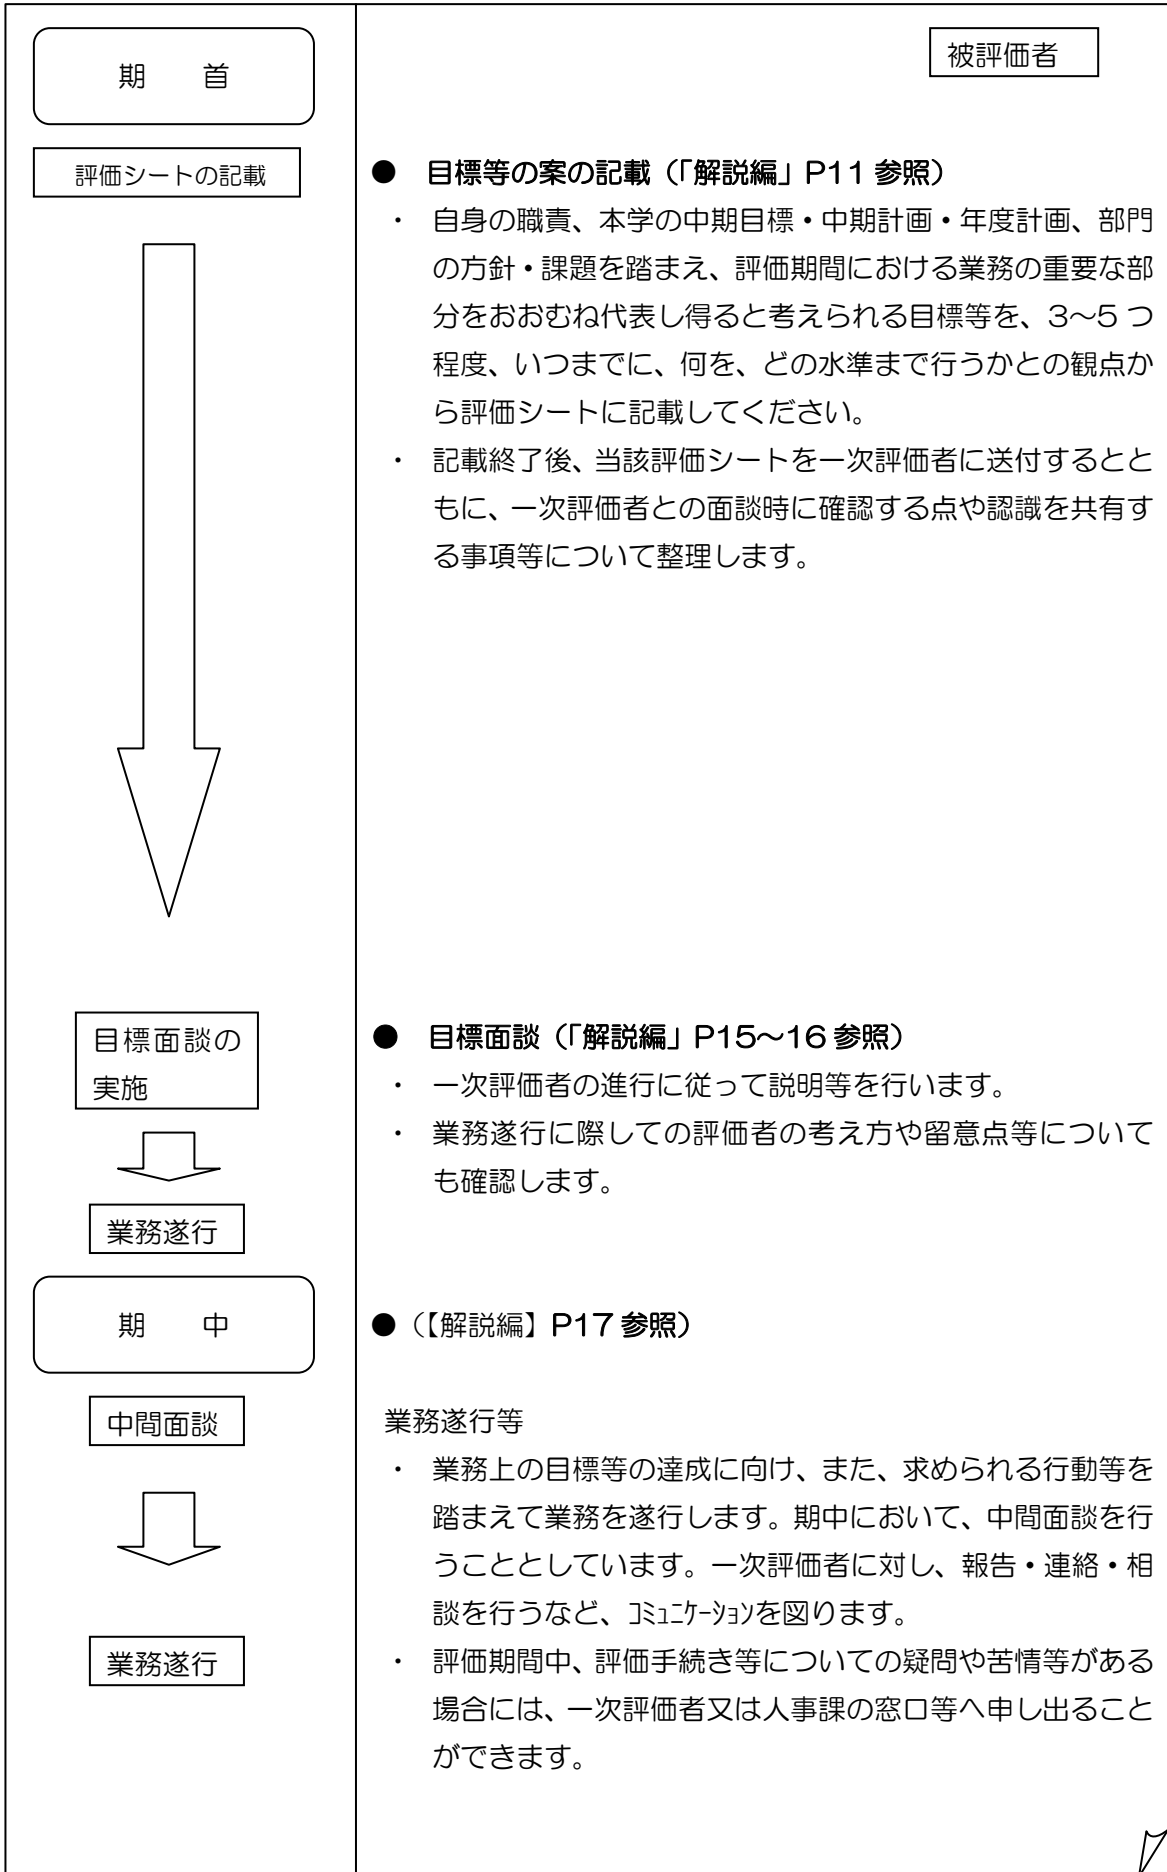 期　　首
被評価者
評価シートの記載
●　目標等の案の記載（「解説編」P11 参照）
・　自身の職責、本学の中期目標・中期計画・年度計画、部門
の方針・課題を踏まえ、評価期間における業務の重要な部
分をおおむね代表し得ると考えられる目標等を、3～5 つ
程度、いつまでに、何を、どの水準まで行うかとの観点か
ら評価シートに記載してください。
・　記載終了後、当該評価シートを一次評価者に送付するとと
もに、一次評価者との面談時に確認する点や認識を共有す
る事項等について整理します。
目標面談の
実施
●　目標面談（「解説編」P15～16 参照）
・　一次評価者の進行に従って説明等を行います。
・　業務遂行に際しての評価者の考え方や留意点等について
も確認します。
業務遂行
期　　中
●（【解説編】P17 参照）
中間面談
業務遂行等
・　業務上の目標等の達成に向け、また、求められる行動等を
踏まえて業務を遂行します。期中において、中間面談を行
うこととしています。一次評価者に対し、報告・連絡・相
談を行うなど、ｺﾐｭﾆｹｰｼｮﾝを図ります。
業務遂行
・　評価期間中、評価手続き等についての疑問や苦情等がある
場合には、一次評価者又は人事課の窓口等へ申し出ること
ができます。